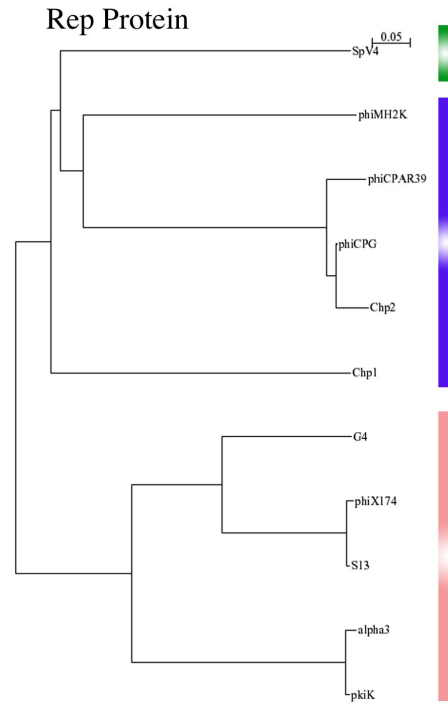 Rep Protein
0.05
SpV4
phiMH2K
phiCPAR39
phiCPG
Chp2
Chp1
G4
phiX174
S13
alpha3
pkiK